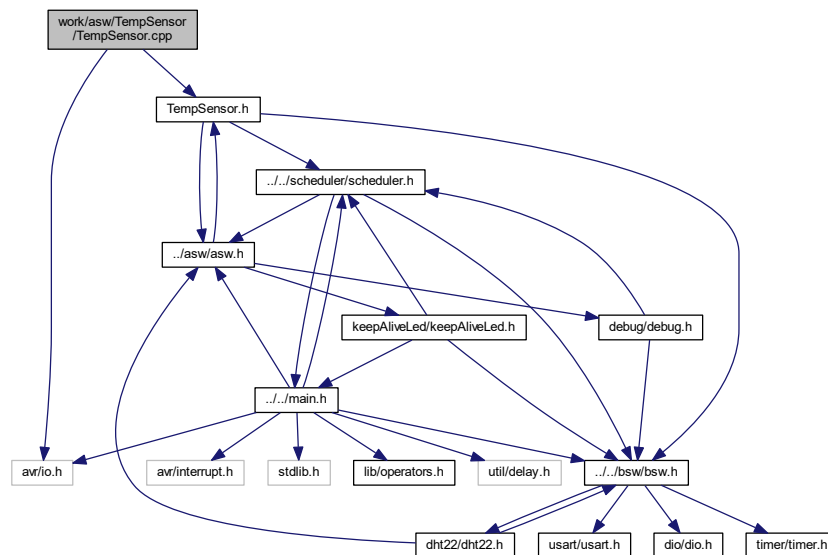 work/asw/TempSensor
/TempSensor.cpp
TempSensor.h
../../scheduler/scheduler.h
../asw/asw.h
keepAliveLed/keepAliveLed.h
debug/debug.h
../../main.h
avr/io.h
avr/interrupt.h
stdlib.h
lib/operators.h
util/delay.h
../../bsw/bsw.h
dht22/dht22.h
usart/usart.h
dio/dio.h
timer/timer.h